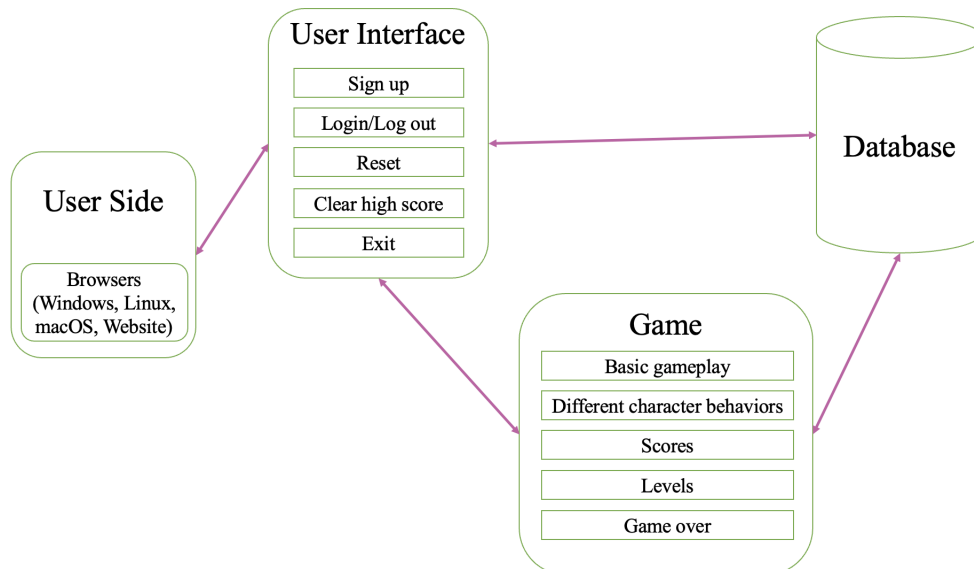 User Interface
Sign up
Login/Log out
Reset
Clear high score
Exit
Database
User Side
Browsers
(Windows, Linux,
macOS, Website)
Game
Basic gameplay
Different character behaviors
Scores
Levels
Game over